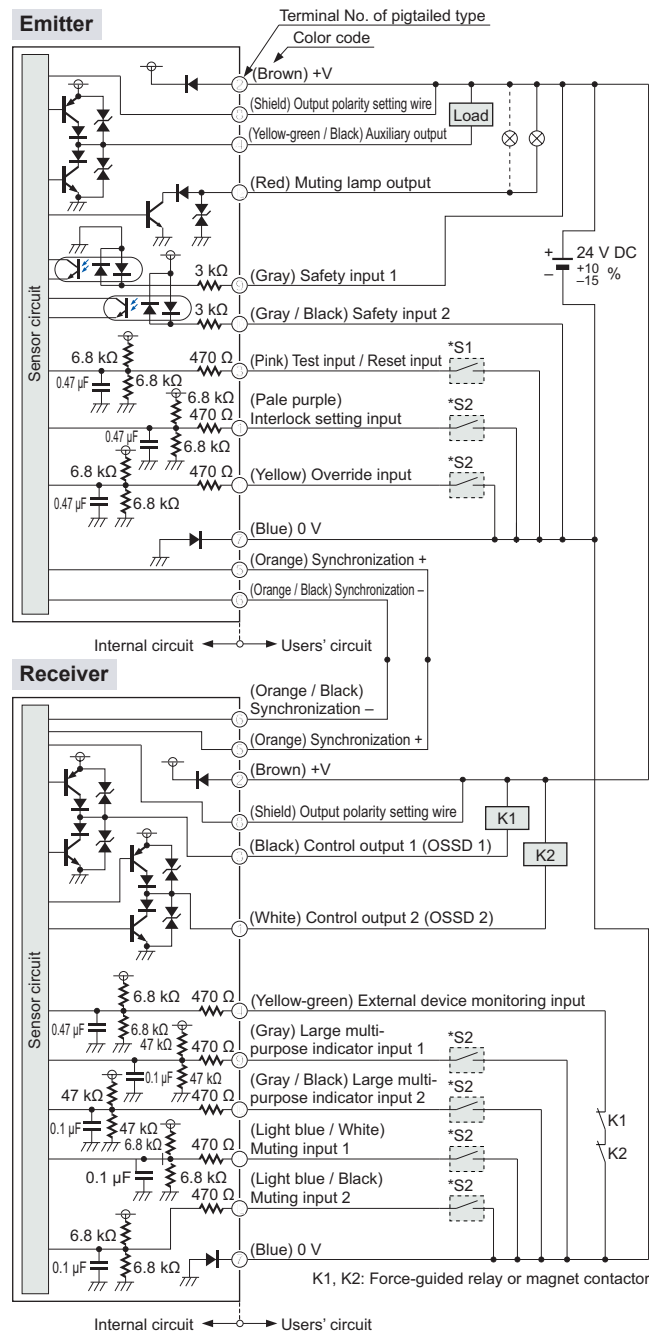 Emitter
Terminal No. of pigtailed type
Color code
(Brown) +V
(Shield) Output polarity setting wire
(Yellow-green / Black) Auxiliary output
Load
(Red) Muting lamp output
+
24 V DC
+10
–15 %
–
3 kΩ
(Gray) Safety input 1
3 kΩ
(Gray / Black) Safety input 2
Sensor circuit
6.8 kΩ
470 Ω
(Pink) Test input / Reset input
*S1
0.47 µF
6.8 kΩ
6.8 kΩ
(Pale purple)
470 Ω
Interlock setting input
*S2
0.47 µF
6.8 kΩ
6.8 kΩ
470 Ω
(Yellow) Override input
*S2
0.47 µF
6.8 kΩ
(Blue) 0 V
(Orange) Synchronization +
(Orange / Black) Synchronization –
Internal circuit
Users' circuit
Receiver
(Orange / Black)
Synchronization –
(Orange) Synchronization +
(Brown) +V
(Shield) Output polarity setting wire
K1
(Black) Control output 1 (OSSD 1)
K2
(White) Control output 2 (OSSD 2)
Sensor circuit
6.8 kΩ
470 Ω
(Yellow-green) External device monitoring input
0.47 µF
6.8 kΩ
47 kΩ
470 Ω
(Gray) Large multi-
purpose indicator input 1
*S2
0.1 µF
47 kΩ
47 kΩ
470 Ω
(Gray / Black) Large multi-
purpose indicator input 2
*S2
0.1 µF
47 kΩ
6.8 kΩ
470 Ω
(Light blue / White)
Muting input 1
*S2
K1
K2
0.1 µF
6.8 kΩ
470 Ω
(Light blue / Black)
Muting input 2
*S2
6.8 kΩ
0.1 µF
6.8 kΩ
(Blue) 0 V
K1, K2: Force-guided relay or magnet contactor
Internal circuit
Users' circuit